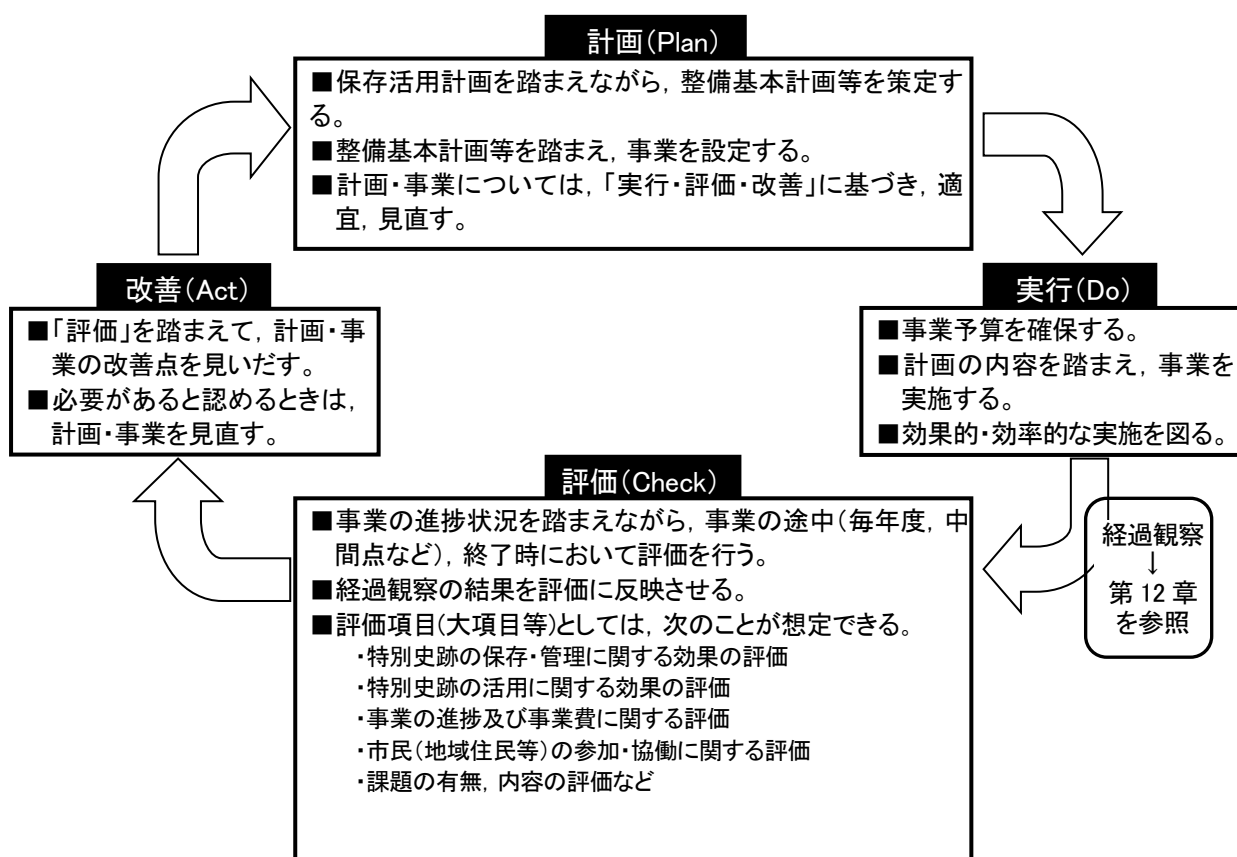 計画(Plan)
■保存活用計画を踏まえながら,整備基本計画等を策定す
る。
■整備基本計画等を踏まえ,事業を設定する。
■計画・事業については,「実行・評価・改善」に基づき,適
宜,見直す。
改善(Act)
■「評価」を踏まえて,計画・事
業の改善点を見いだす。
■必要があると認めるときは,
計画・事業を見直す。
実行(Do)
■事業予算を確保する。
■計画の内容を踏まえ,事業を
実施する。
■効果的・効率的な実施を図る。
評価(Check)
■事業の進捗状況を踏まえながら,事業の途中(毎年度,中
間点など),終了時において評価を行う。
■経過観察の結果を評価に反映させる。
■評価項目(大項目等)としては,次のことが想定できる。
・特別史跡の保存・管理に関する効果の評価
・特別史跡の活用に関する効果の評価
・事業の進捗及び事業費に関する評価
・市民(地域住民等)の参加・協働に関する評価
・課題の有無,内容の評価など
経過観察
↓
第 12 章
を参照